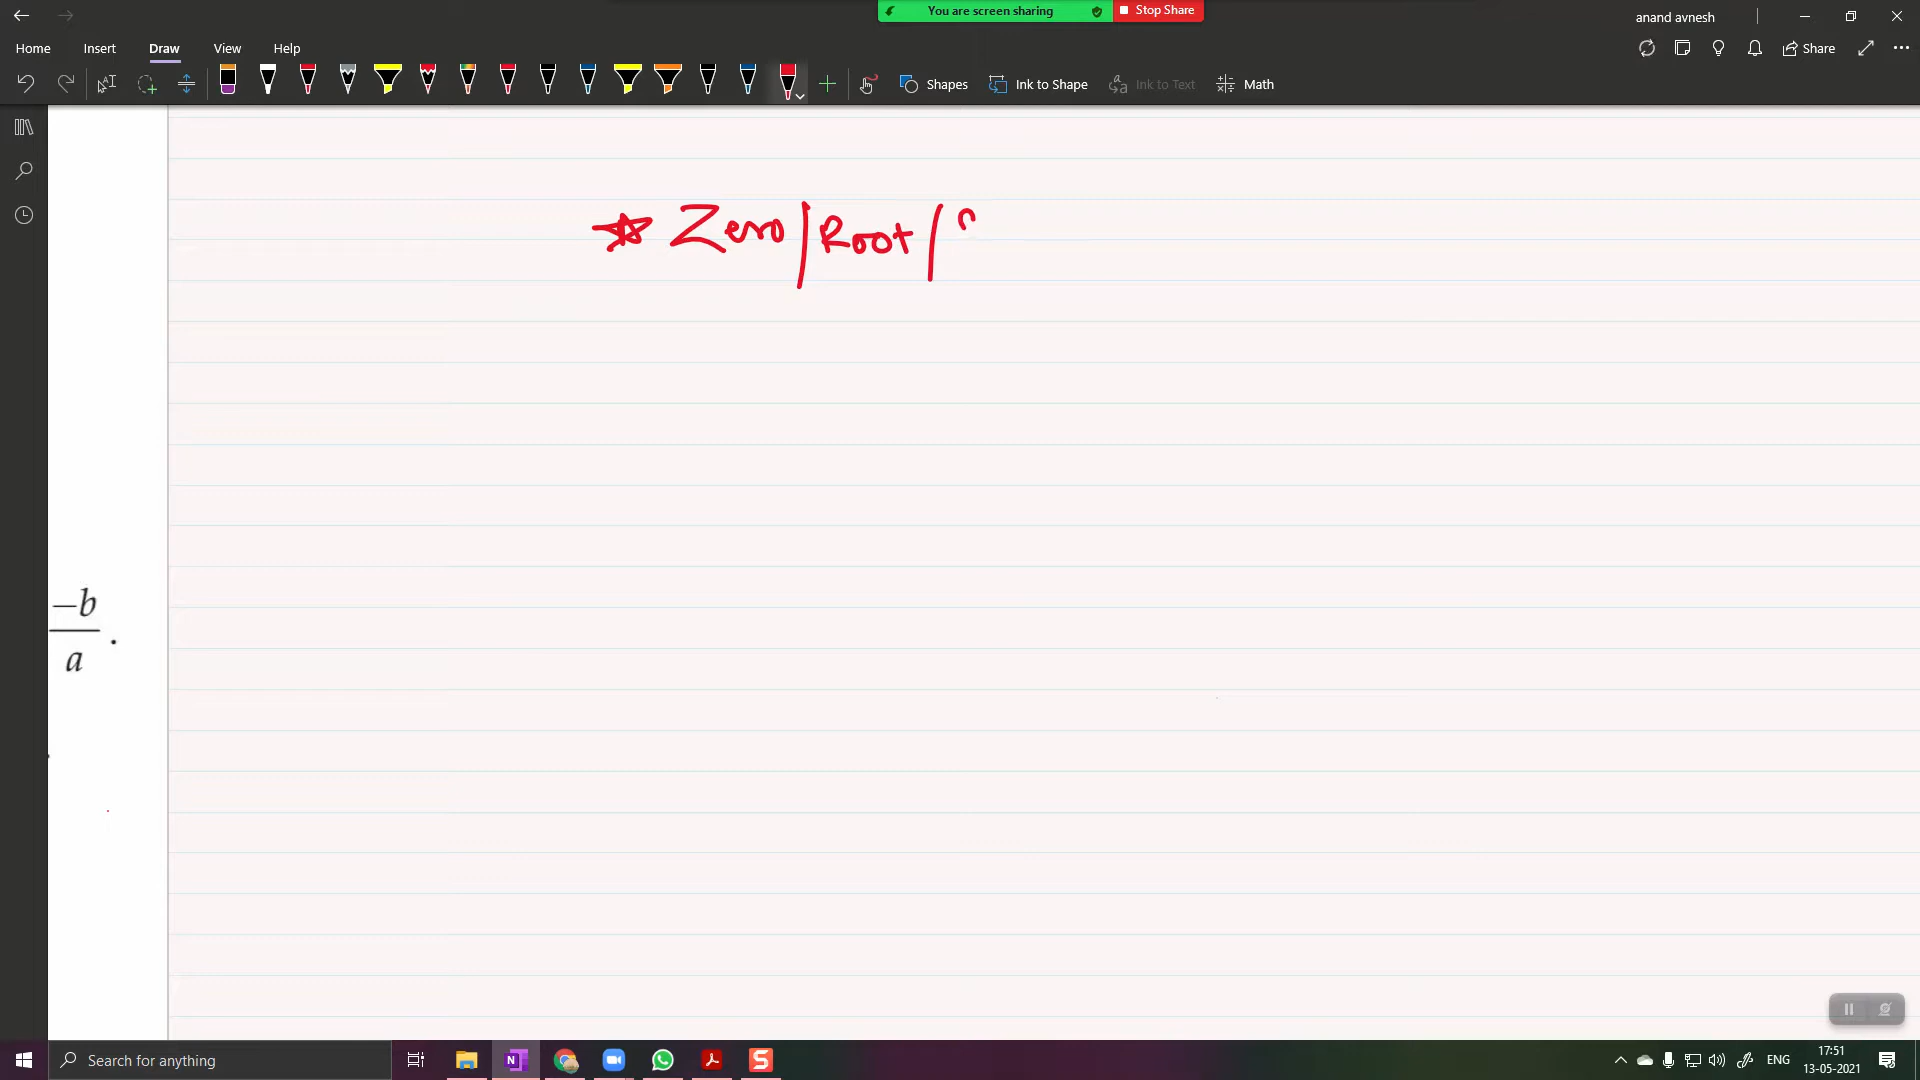 You are screen sharing
Stop Share
anand avnesh
Home Insert Draw View Help
Share
Shapes Ink to Shape Ink to Text Math
★ Zero/Root/
−b
a .
Search for anything
ENG
17:51
13-05-2021